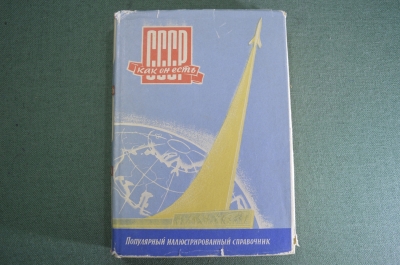 СССР
как он есть
Популярный иллюстрированный справочник